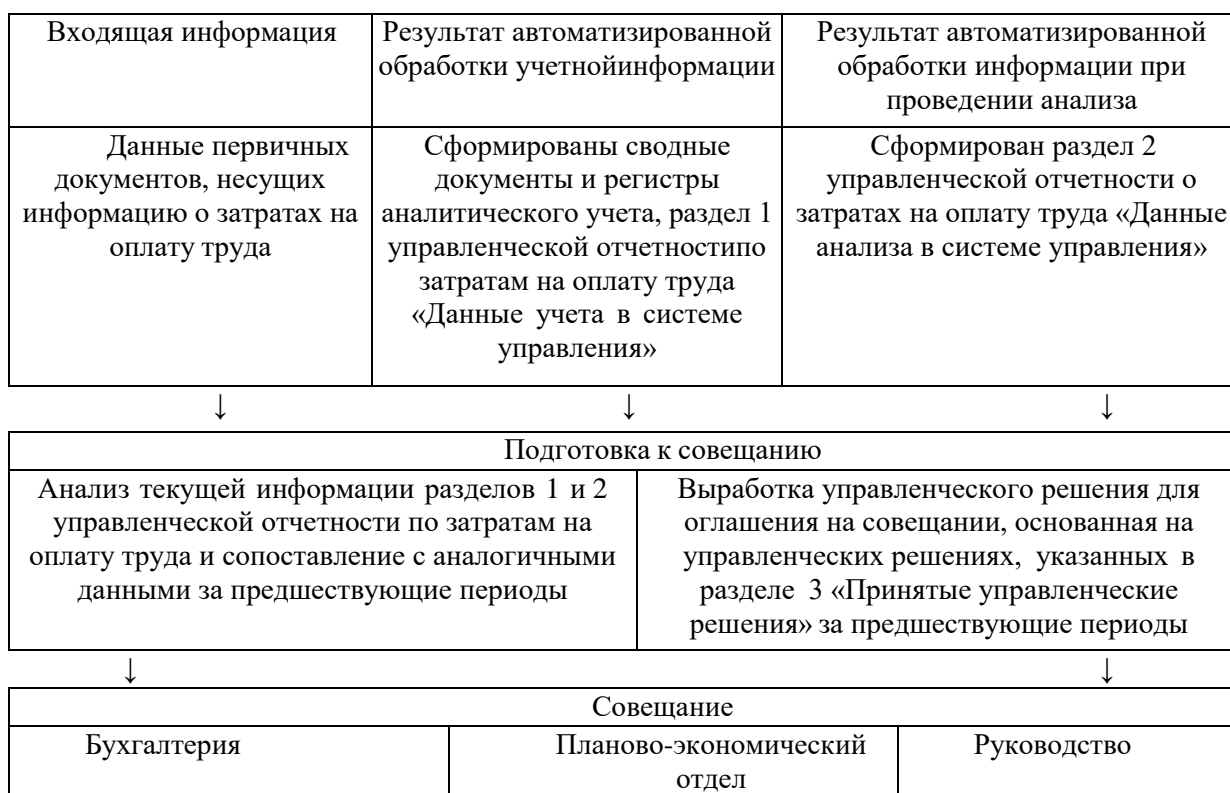 Входящая информация
Результат автоматизированной
обработки учетнойинформации
Результат автоматизированной
обработки информации при
проведении анализа
Данные первичных
документов, несущих
информацию о затратах на
оплату труда
Сформированы сводные
документы и регистры
аналитического учета, раздел 1
управленческой отчетностипо
затратам на оплату труда
«Данные учета в системе
управления»
Сформирован раздел 2
управленческой отчетности о
затратах на оплату труда «Данные
анализа в системе управления»
↓ ↓ ↓
Подготовка к совещанию
Анализ текущей информации разделов 1 и 2
управленческой отчетности по затратам на
оплату труда и сопоставление с аналогичными
данными за предшествующие периоды
Выработка управленческого решения для
оглашения на совещании, основанная на
управленческих решениях, указанных в
разделе 3 «Принятые управленческие
решения» за предшествующие периоды
↓ ↓
Совещание
Бухгалтерия
Планово-экономический
отдел
Руководство